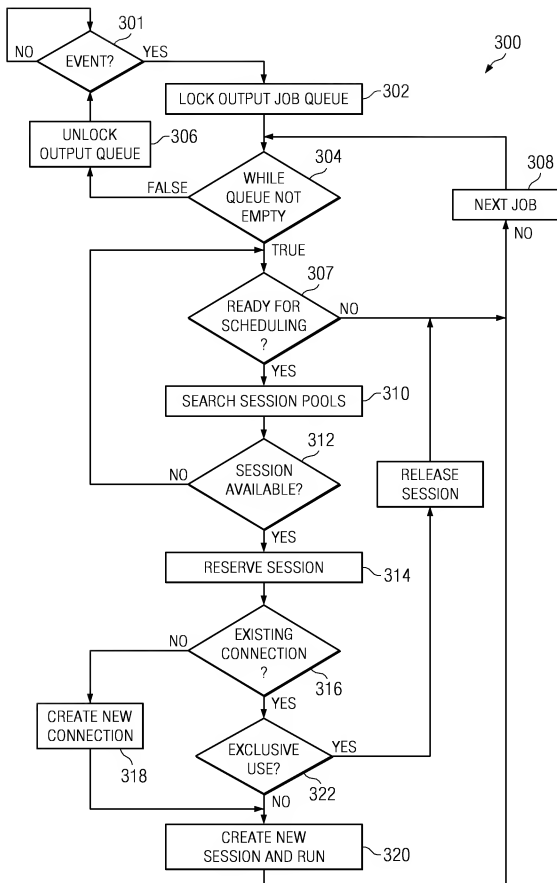 301
300
NO
EVENT?
YES
LOCK OUTPUT JOB QUEUE
302
UNLOCK
OUTPUT QUEUE
306
304
308
FALSE
WHILE
QUEUE NOT
EMPTY
NEXT JOB
NO
TRUE
307
READY FOR
SCHEDULING
?
NO
YES
SEARCH SESSION POOLS
310
312
NO
SESSION
AVAILABLE?
RELEASE
SESSION
YES
RESERVE SESSION
314
NO
EXISTING
CONNECTION
?
316
YES
CREATE NEW
CONNECTION
318
EXCLUSIVE
USE?
YES
322
NO
CREATE NEW
SESSION AND RUN
320